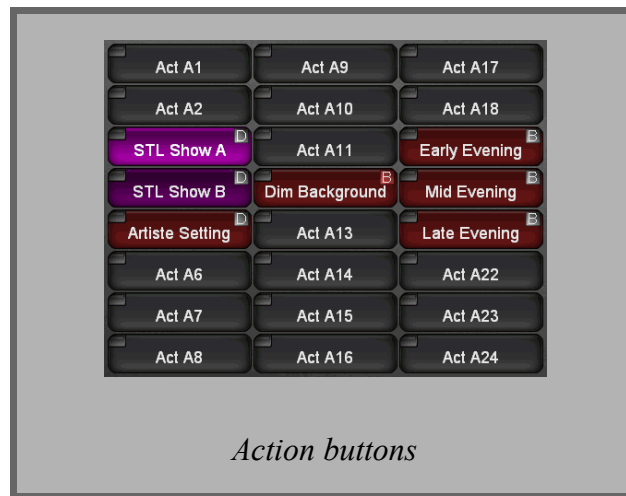 Act A1 Act A9 Act A17
Act A2 Act A10 Act A18
STL Show A D Act A11 Early Evening B
STL Show B D Dim Background B Mid Evening B
Artiste Setting D Act A13 Late Evening B
Act A6 Act A14 Act A22
Act A7 Act A15 Act A23
Act A8 Act A16 Act A24
Action buttons